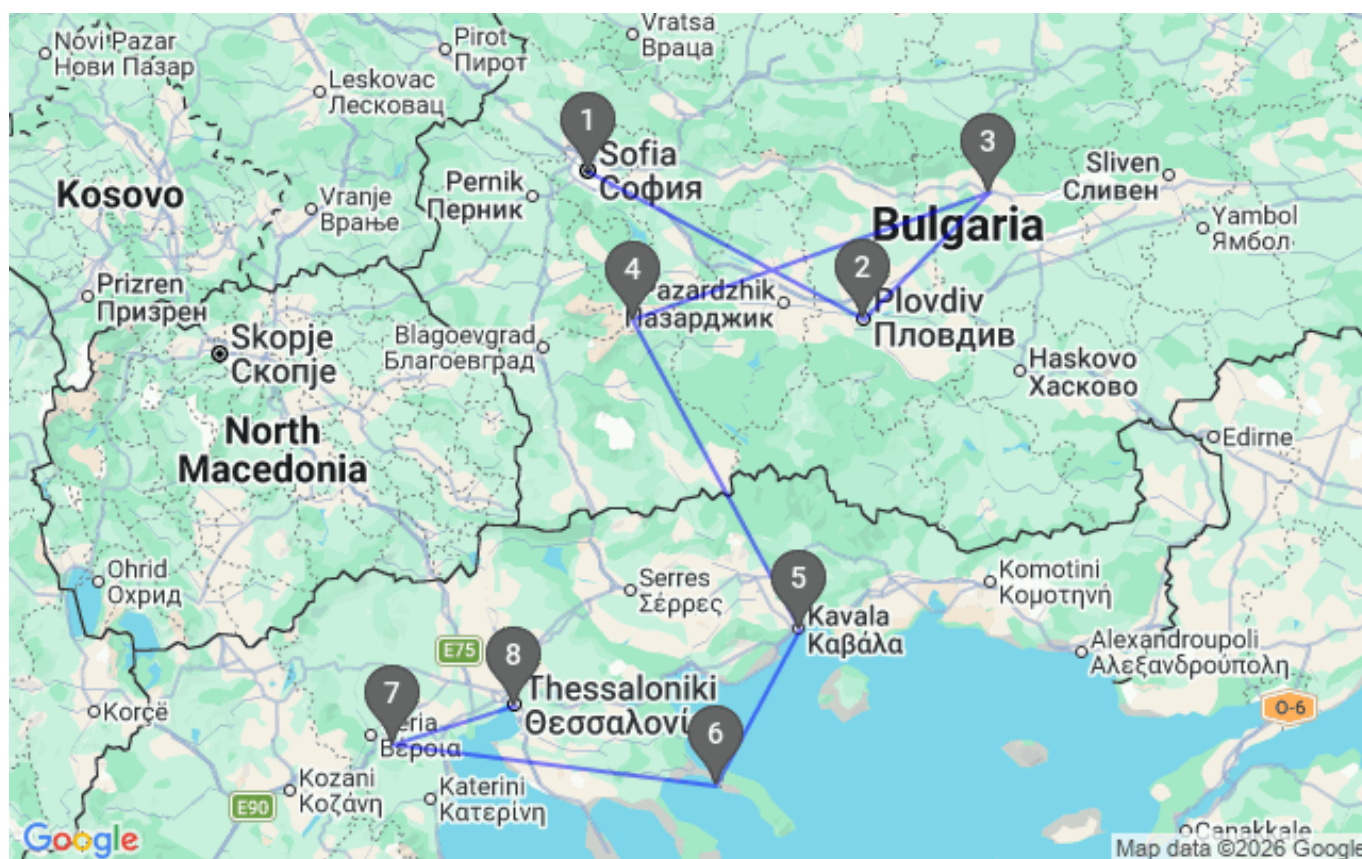 Novi Pazar
Нови Пазар
Pirot
Пирот
Vratsa
Враца
Leskovac
Лесковац
1
Sofia
София
3
Sliven
Сливен
Kosovo
Vranje
Врање
Pernik
Перник
Bulgaria
Yambol
Ямбол
Prizren
Призрен
4
2
Pazardzhik
Пазарджик
Plovdiv
Пловдив
Skopje
Скопје
Blagoevgrad
Благоевград
Haskovo
Хасково
North
Macedonia
Edirne
Ohrid
Охрид
Serres
Σέρρες
5
Kavala
Καβάλα
Komotini
Κομοτηνή
E75
Alexandroupoli
Αλεξανδρούπολη
8
Thessaloniki
Θεσσαλονί
7
eria
Βέροια
Korçë
O-6
6
Kozani
Κοζάνη
Katerini
Κατερίνη
E90
Çanakkale
Google
Map data ©2026 Google